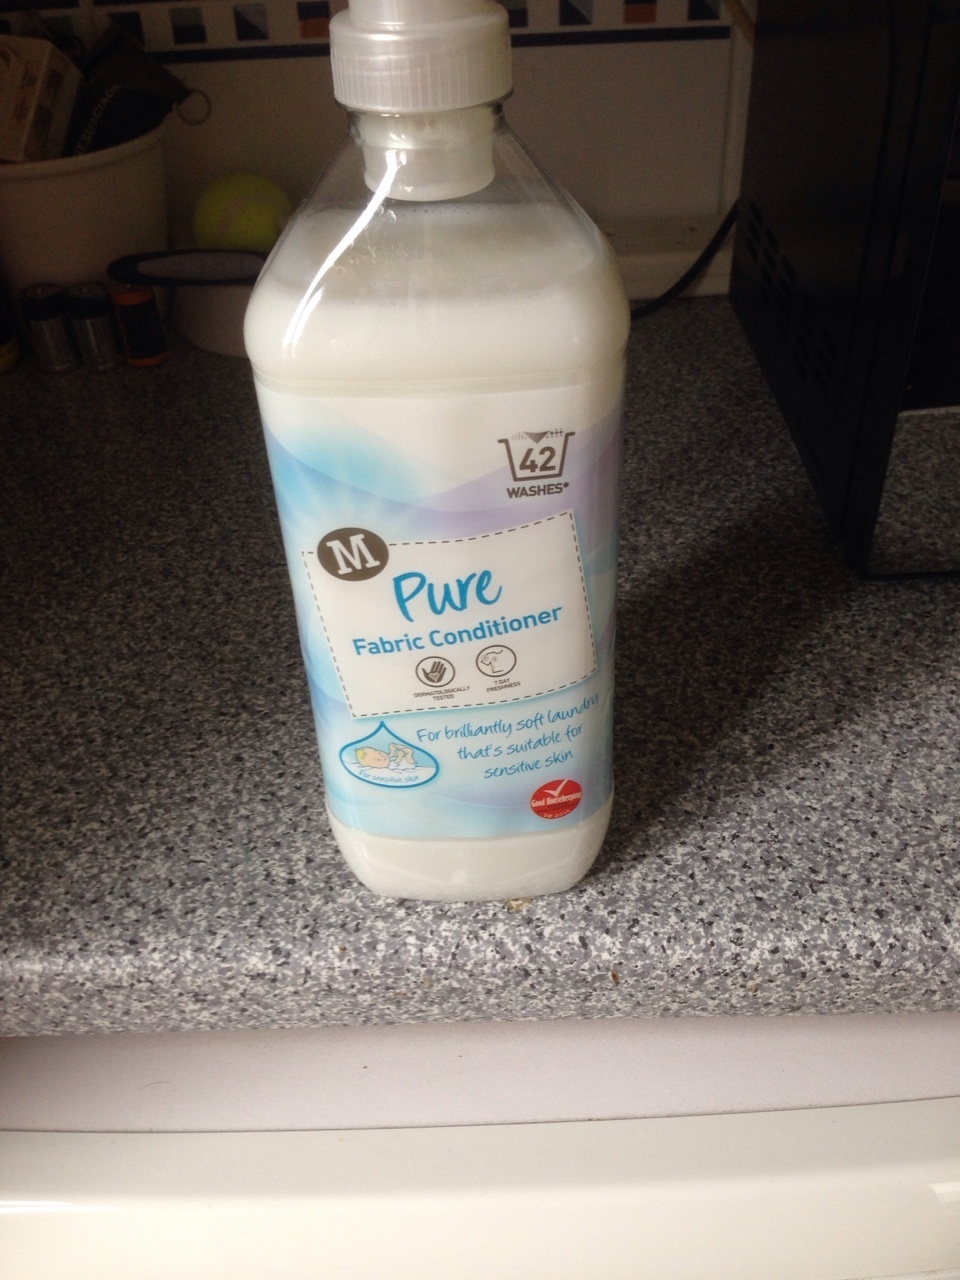 42
WASHES*
M
Pure
Fabric Conditioner
DERMATOLOGICALLY
TESTED
7 DAY
FRESHNESS
For brilliantly soft laundry
that's suitable for
sensitive skin
For sensitive skin
Good Housekeeping